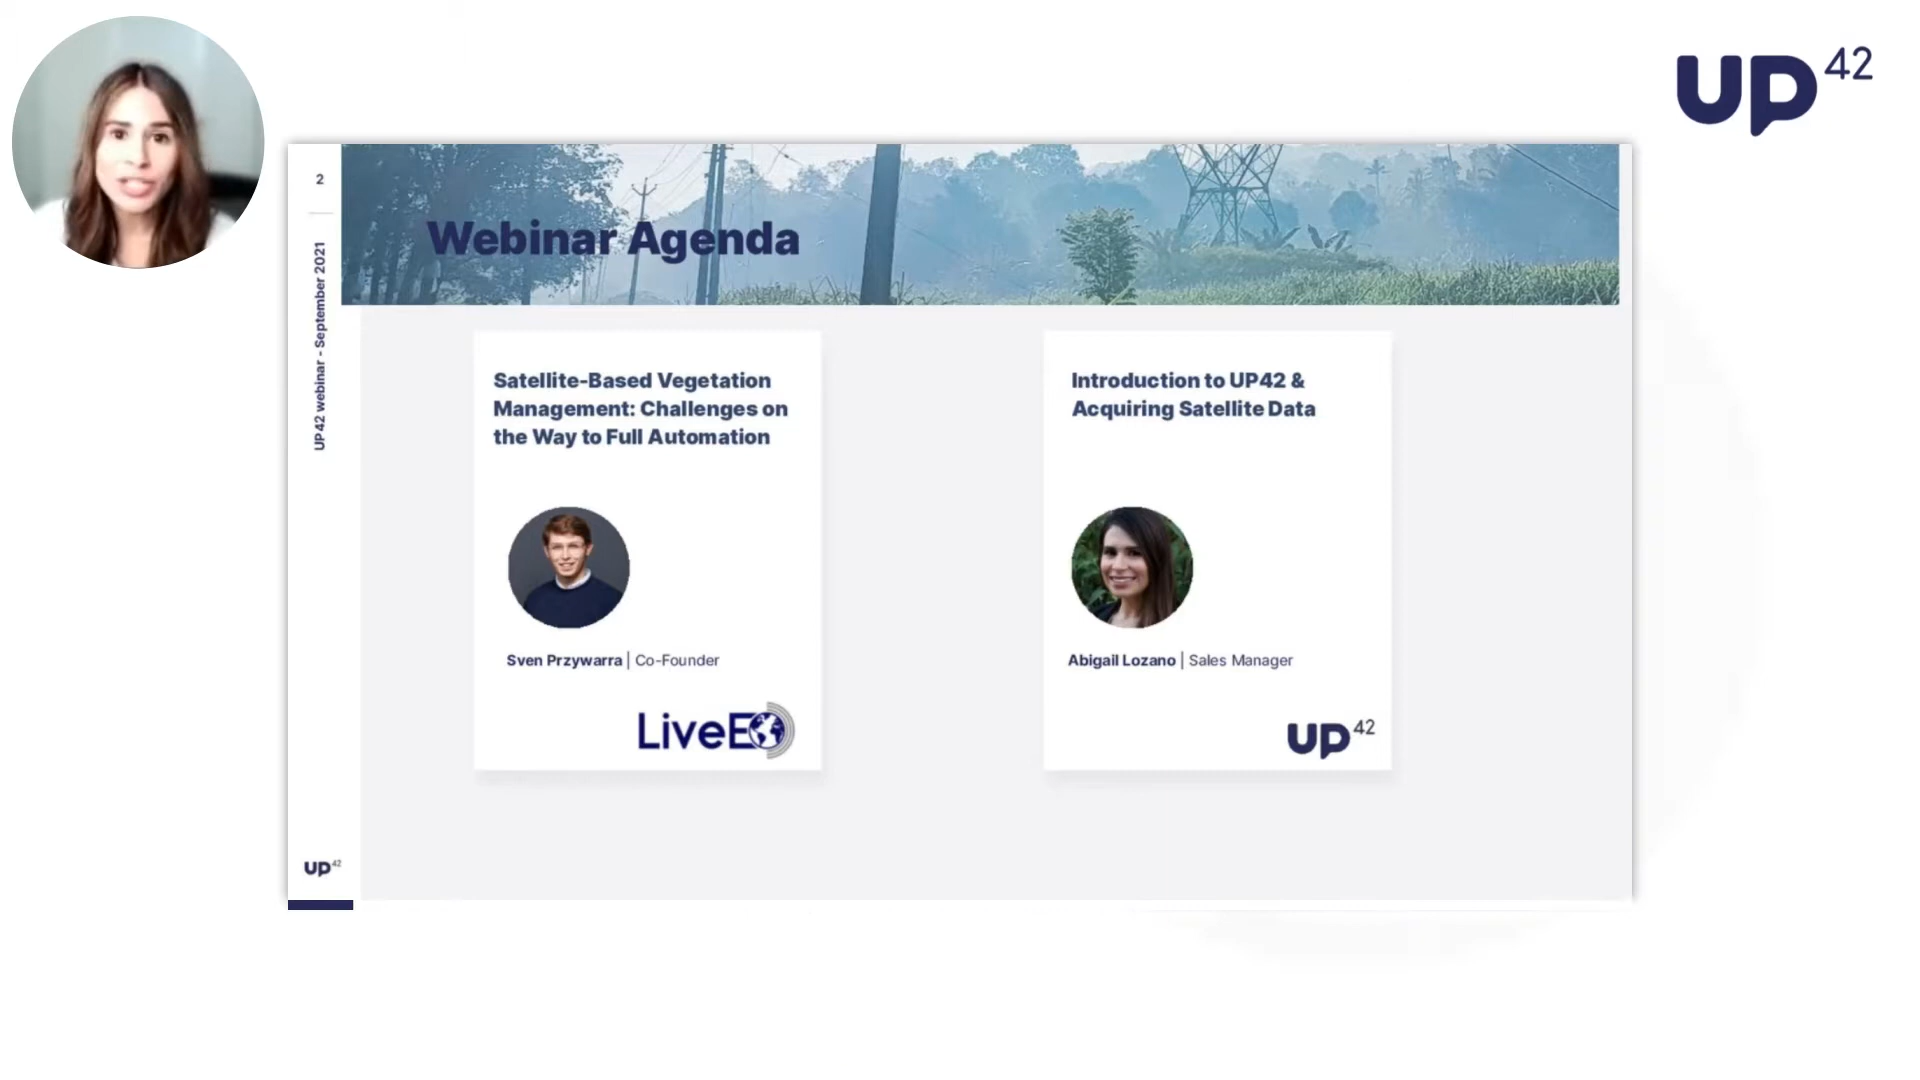 UP42
2
UP42 webinar - September 2021
Webinar Agenda
Satellite-Based Vegetation
Management: Challenges on
the Way to Full Automation
Sven Przywarra | Co-Founder
LiveEO
Introduction to UP42 &
Acquiring Satellite Data
Abigail Lozano | Sales Manager
UP42
UP42